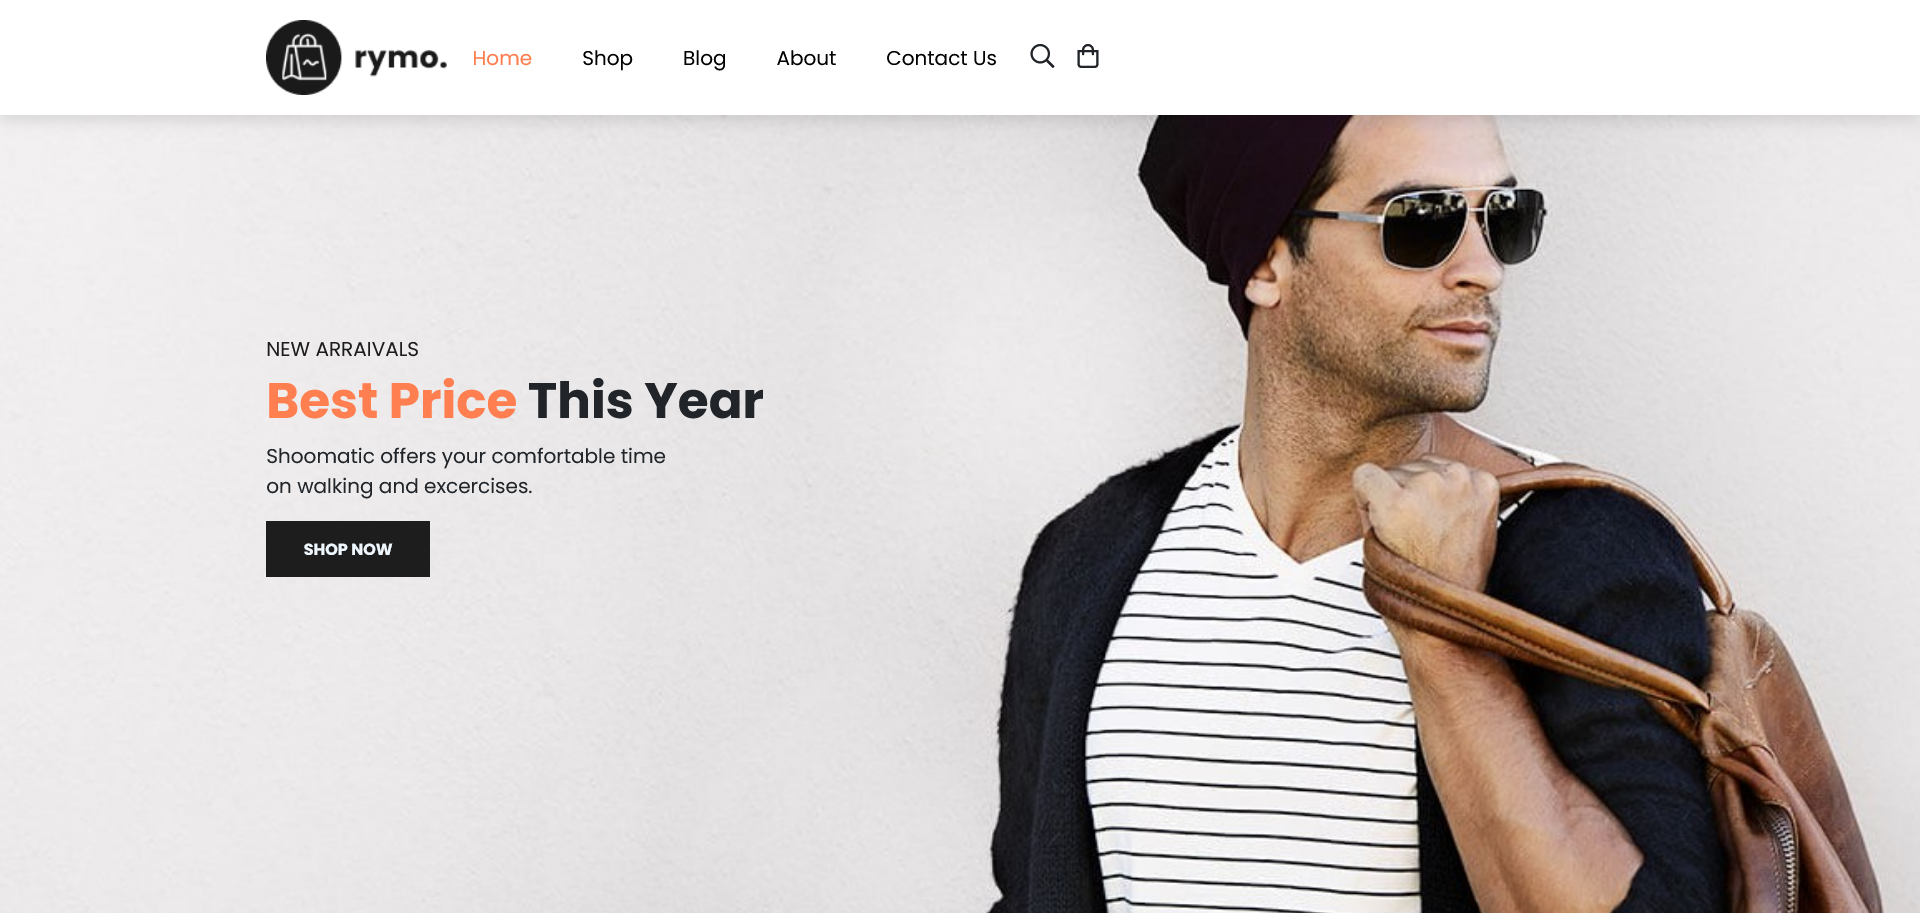 rymo. Home Shop Blog About Contact Us
NEW ARRAIVALS
Best Price This Year
Shoomatic offers your comfortable time
on walking and excercises.
SHOP NOW